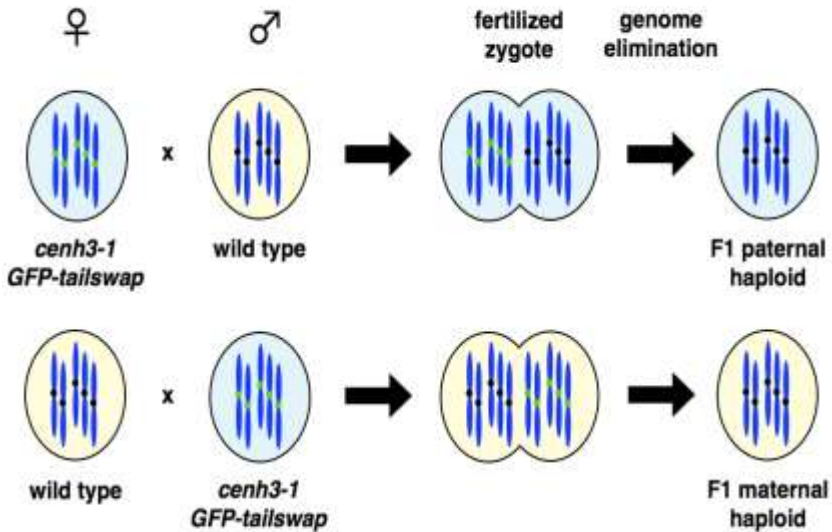 ♀ ♂ fertilized zygote genome elimination
x
cenh3-1
GFP-tailswap
wild type
F1 paternal
haploid
x
wild type
cenh3-1
GFP-tailswap
F1 maternal
haploid